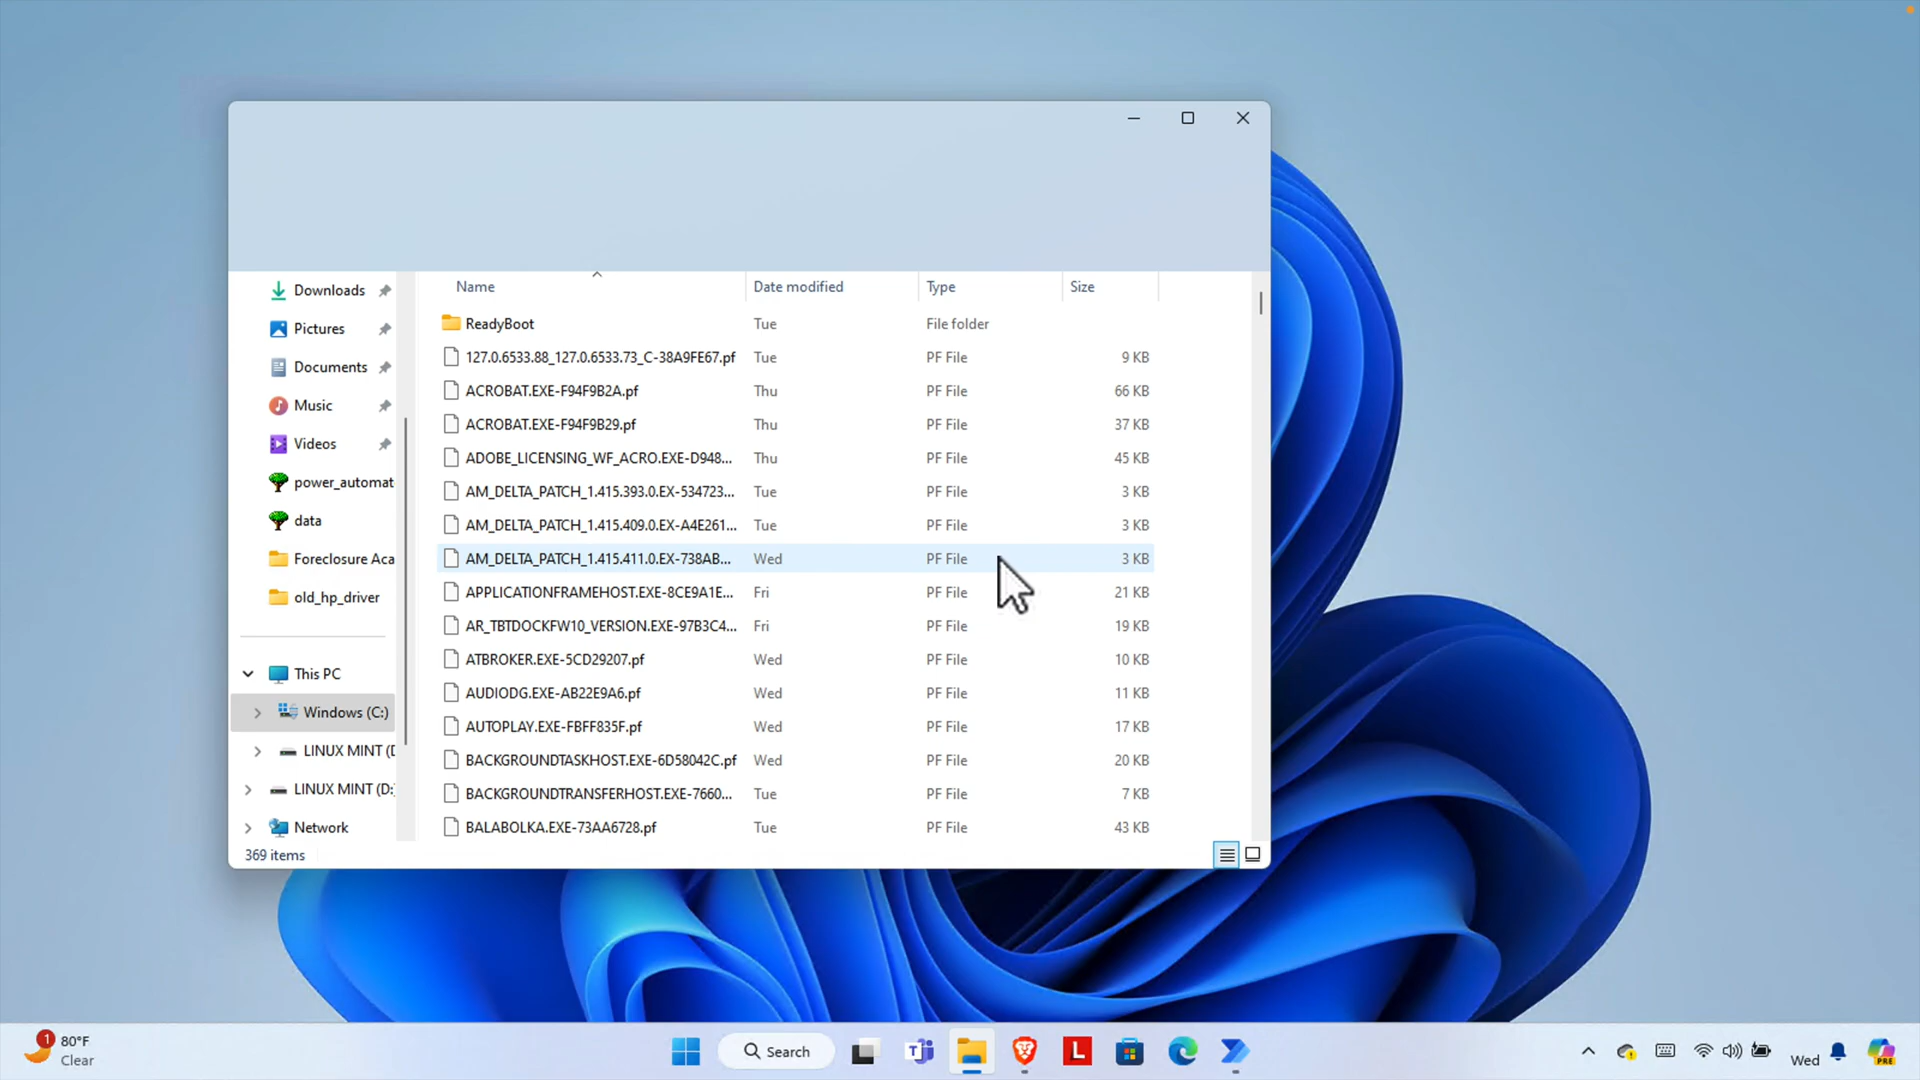 Name Date modified Type Size
Downloads
Pictures
Documents
Music
Videos
power_automat
data
Foreclosure Aca
old_hp_driver
This PC
Windows (C:)
LINUX MINT (D
LINUX MINT (D:)
Network
ReadyBoot Tue File folder
127.0.6533.88_127.0.6533.73_C-38A9FE67.pf Tue PF File 9 KB
ACROBAT.EXE-F94F9B2A.pf Thu PF File 66 KB
ACROBAT.EXE-F94F9B29.pf Thu PF File 37 KB
ADOBE_LICENSING_WF_ACRO.EXE-D948... Thu PF File 45 KB
AM_DELTA_PATCH_1.415.393.0.EX-534723... Tue PF File 3 KB
AM_DELTA_PATCH_1.415.409.0.EX-A4E261... Tue PF File 3 KB
AM_DELTA_PATCH_1.415.411.0.EX-738AB... Wed PF File 3 KB
APPLICATIONFRAMEHOST.EXE-8CE9A1E... Fri PF File 21 KB
AR_TBTDOCKFW10_VERSION.EXE-97B3C4... Fri PF File 19 KB
ATBROKER.EXE-5CD29207.pf Wed PF File 10 KB
AUDIODG.EXE-AB22E9A6.pf Wed PF File 11 KB
AUTOPLAY.EXE-FBFF835F.pf Wed PF File 17 KB
BACKGROUNDTASKHOST.EXE-6D58042C.pf Wed PF File 20 KB
BACKGROUNDTRANSFERHOST.EXE-7660... Tue PF File 7 KB
BALABOLKA.EXE-73AA6728.pf Tue PF File 43 KB
369 items
1
80°F
Clear
Search
T
L
Wed
PRE